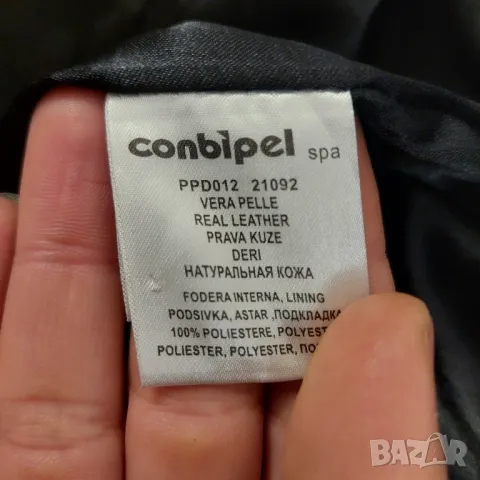 conbipel spa
PPD012 21092
VERA PELLE
REAL LEATHER
PRAVA KUZE
DERI
НАТУРАЛЬНАЯ КОЖА
FODERA INTERNA, LINING
PODSIVKA, ASTAR ,ПОДКЛАДКА
100% POLIESTERE, POLYEST
POLIESTER, POLYESTER, ПО
BAZAR